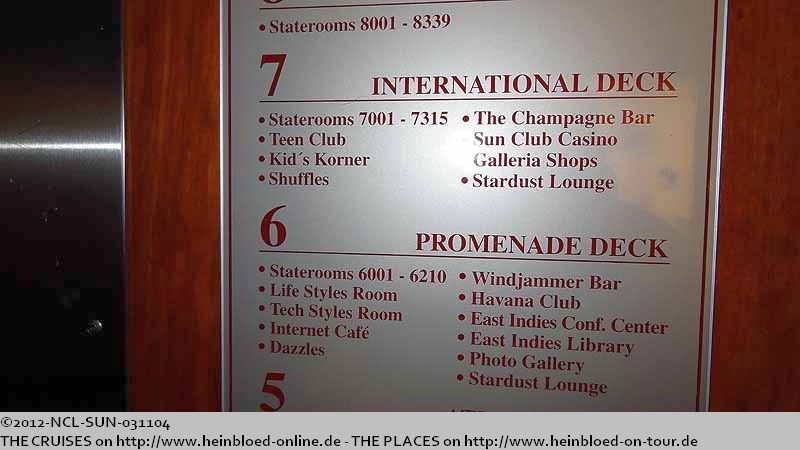 • Staterooms 8001 - 8339
7 INTERNATIONAL DECK
• Staterooms 7001 - 7315
• Teen Club
• Kid´s Korner
• Shuffles
• The Champagne Bar
Sun Club Casino
Galleria Shops
• Stardust Lounge
6 PROMENADE DECK
• Staterooms 6001 - 6210
• Life Styles Room
• Tech Styles Room
• Internet Café
• Dazzles
• Windjammer Bar
• Havana Club
• East Indies Conf. Center
• East Indies Library
• Photo Gallery
• Stardust Lounge
5
©2012-NCL-SUN-031104
THE CRUISES on http://www.heinbloed-online.de - THE PLACES on http://www.heinbloed-on-tour.de